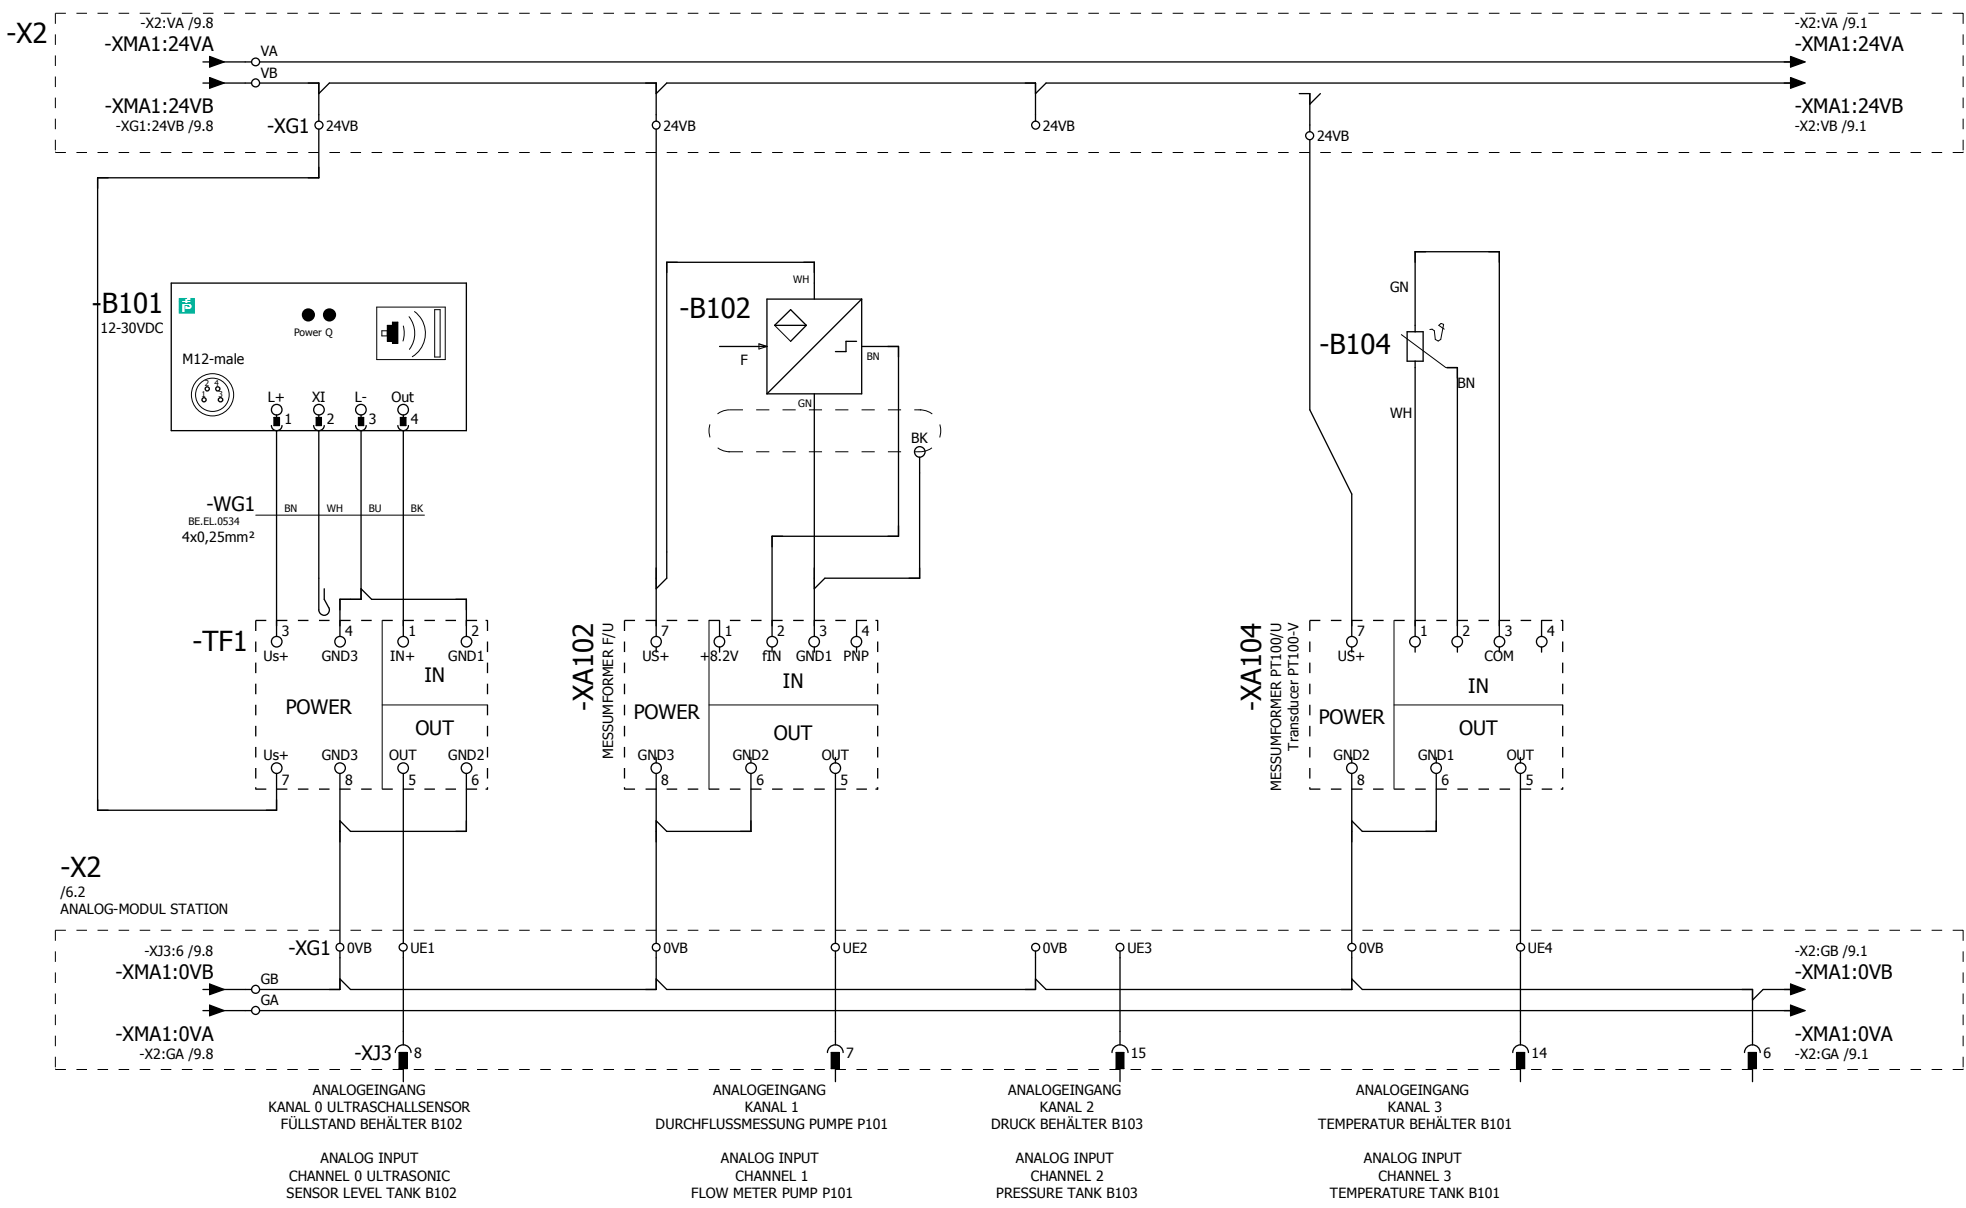 -X2
-X2:VA /9.8
-XMA1:24VA
VA
VB
-XMA1:24VB
-XG1:24VB /9.8
-XG1
24VB
24VB
24VB
24VB
-X2:VA /9.1
-XMA1:24VA
-XMA1:24VB
-X2:VB /9.1
-B101
12-30VDC
Power Q
M12-male
L+
XI
L-
Out
1
2
3
4
-WG1
BE.EL.0534
4x0,25mm²
BN
WH
BU
BK
-TF1
3
4
1
2
Us+
GND3
IN+
GND1
IN
POWER
OUT
Us+
GND3
OUT
GND2
7
8
5
6
-B102
WH
F
BN
GN
BK
-XA102
MESSUMFORMER F/U
7
1
2
3
4
US+
+8.2V
fIN
GND1
PNP
IN
POWER
OUT
GND3
GND2
OUT
8
6
5
-B104
GN
BN
WH
-XA104
MESSUMFORMER PT100/U
Transducer PT100-V
7
1
2
3
4
US+
COM
IN
POWER
OUT
GND2
GND1
OUT
8
6
5
-X2
/6.2
ANALOG-MODUL STATION
-XJ3:6 /9.8
-XMA1:0VB
GB
GA
-XMA1:0VA
-X2:GA /9.8
-XG1
0VB
UE1
0VB
UE2
0VB
UE3
0VB
UE4
-X2:GB /9.1
-XMA1:0VB
-XMA1:0VA
-X2:GA /9.1
-XJ3
8
7
15
14
6
ANALOGEINGANG
KANAL 0 ULTRASCHALLSENSOR
FÜLLSTAND BEHÄLTER B102
ANALOG INPUT
CHANNEL 0 ULTRASONIC
SENSOR LEVEL TANK B102
ANALOGEINGANG
KANAL 1
DURCHFLUSSMESSUNG PUMPE P101
ANALOG INPUT
CHANNEL 1
FLOW METER PUMP P101
ANALOGEINGANG
KANAL 2
DRUCK BEHÄLTER B103
ANALOG INPUT
CHANNEL 2
PRESSURE TANK B103
ANALOGEINGANG
KANAL 3
TEMPERATUR BEHÄLTER B101
ANALOG INPUT
CHANNEL 3
TEMPERATURE TANK B101